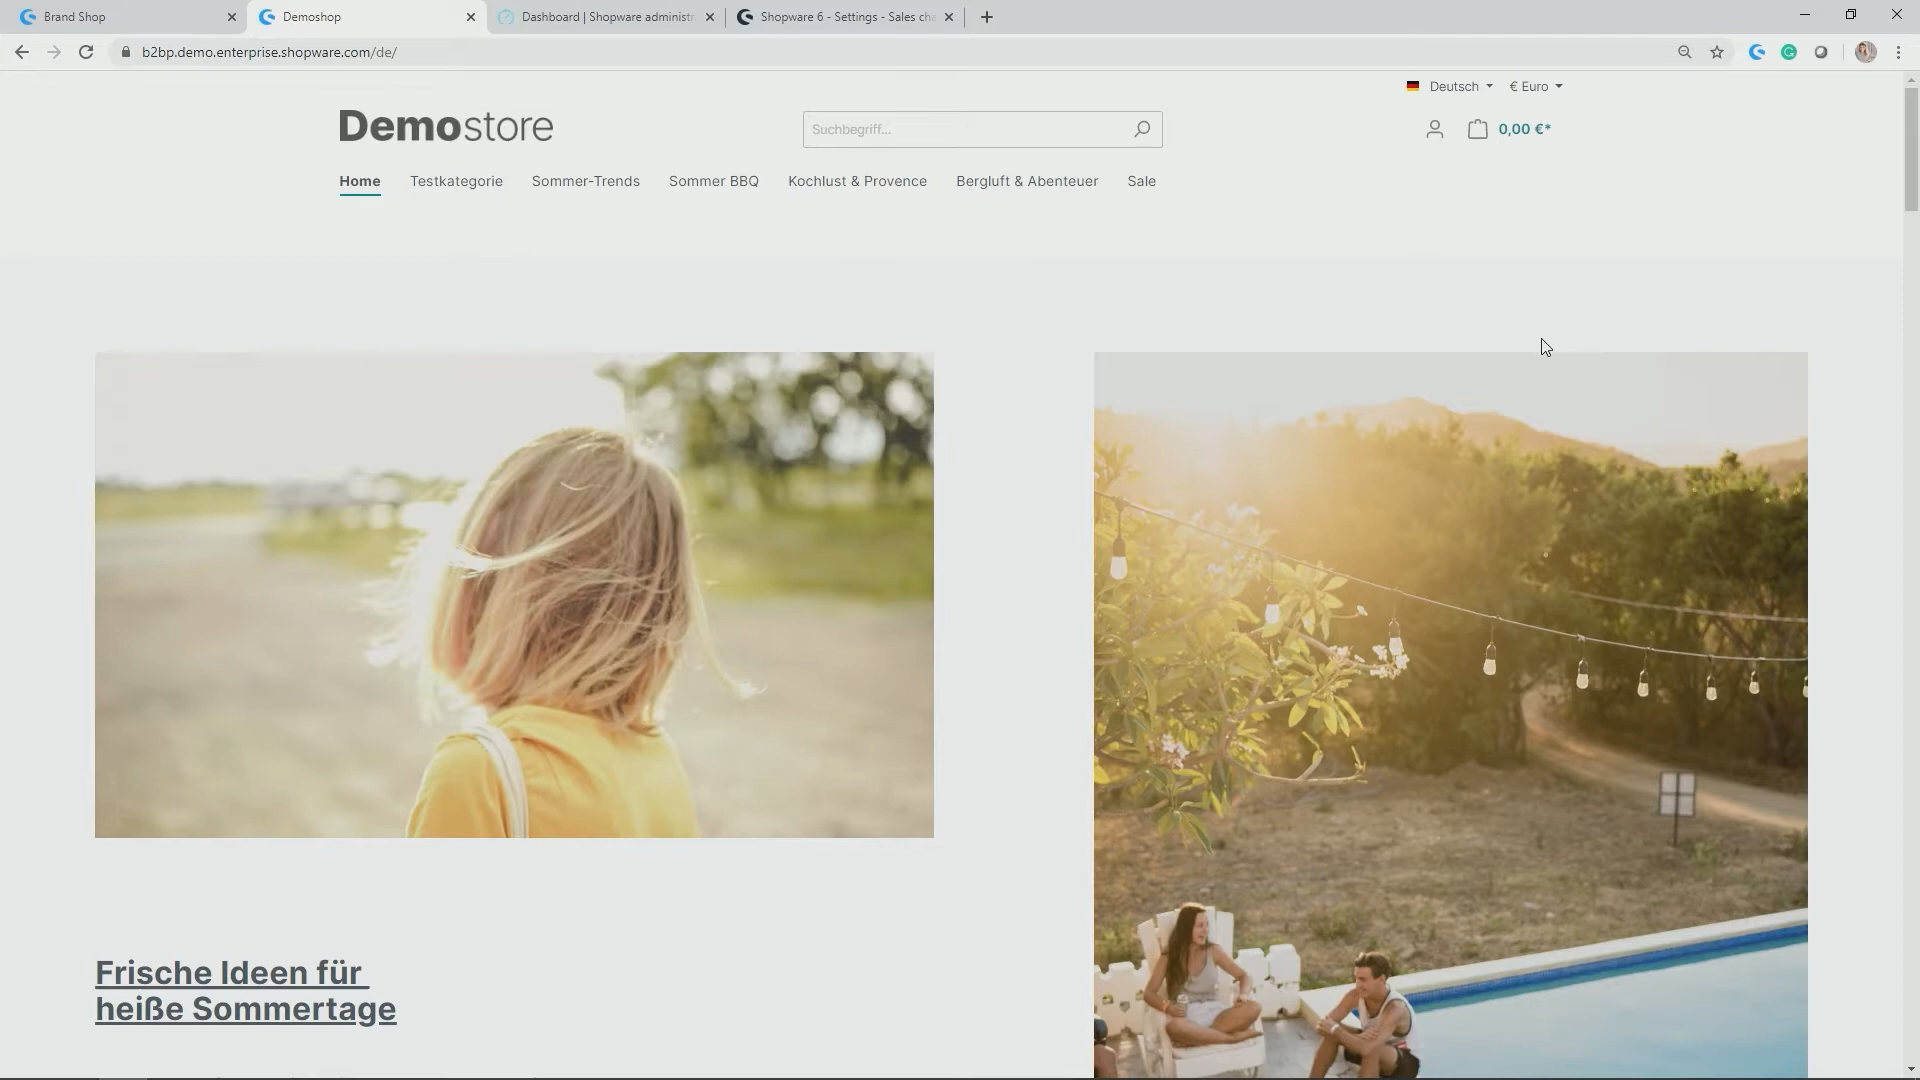 Brand Shop
Demoshop
Dashboard | Shopware administr
Shopware 6 - Settings - Sales cha
b2bp.demo.enterprise.shopware.com/de/
Deutsch
€ Euro
Demostore
Suchbegriff...
0,00 €*
Home
Testkategorie
Sommer-Trends
Sommer BBQ
Kochlust & Provence
Bergluft & Abenteuer
Sale
Frische Ideen für
heiße Sommertage